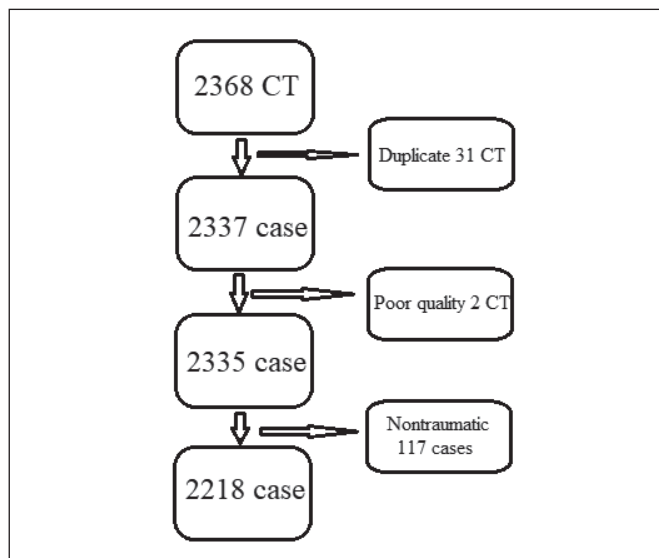 2368 CT
Duplicate 31 CT
2337 case
Poor quality 2 CT
2335 case
Nontraumatic
117 cases
2218 case